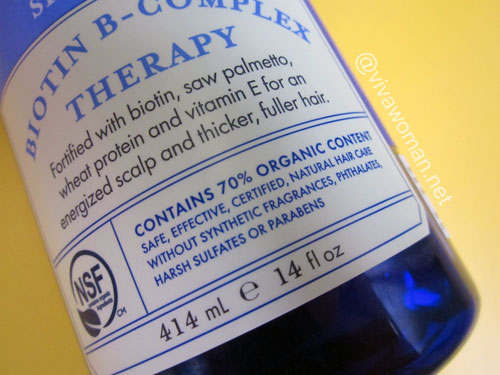 BIOTIN B-COMPLEX
THERAPY
Fortified with biotin, saw palmetto,
wheat protein and vitamin E for an
energized scalp and thicker, fuller hair.
CONTAINS 70% ORGANIC CONTENT
SAFE, EFFECTIVE, CERTIFIED, NATURAL HAIR CARE
WITHOUT SYNTHETIC FRAGRANCES, PHTHALATES,
HARSH SULFATES OR PARABENS
NSF
CM
414 mL e 14 fl oz
@vivawoman.net